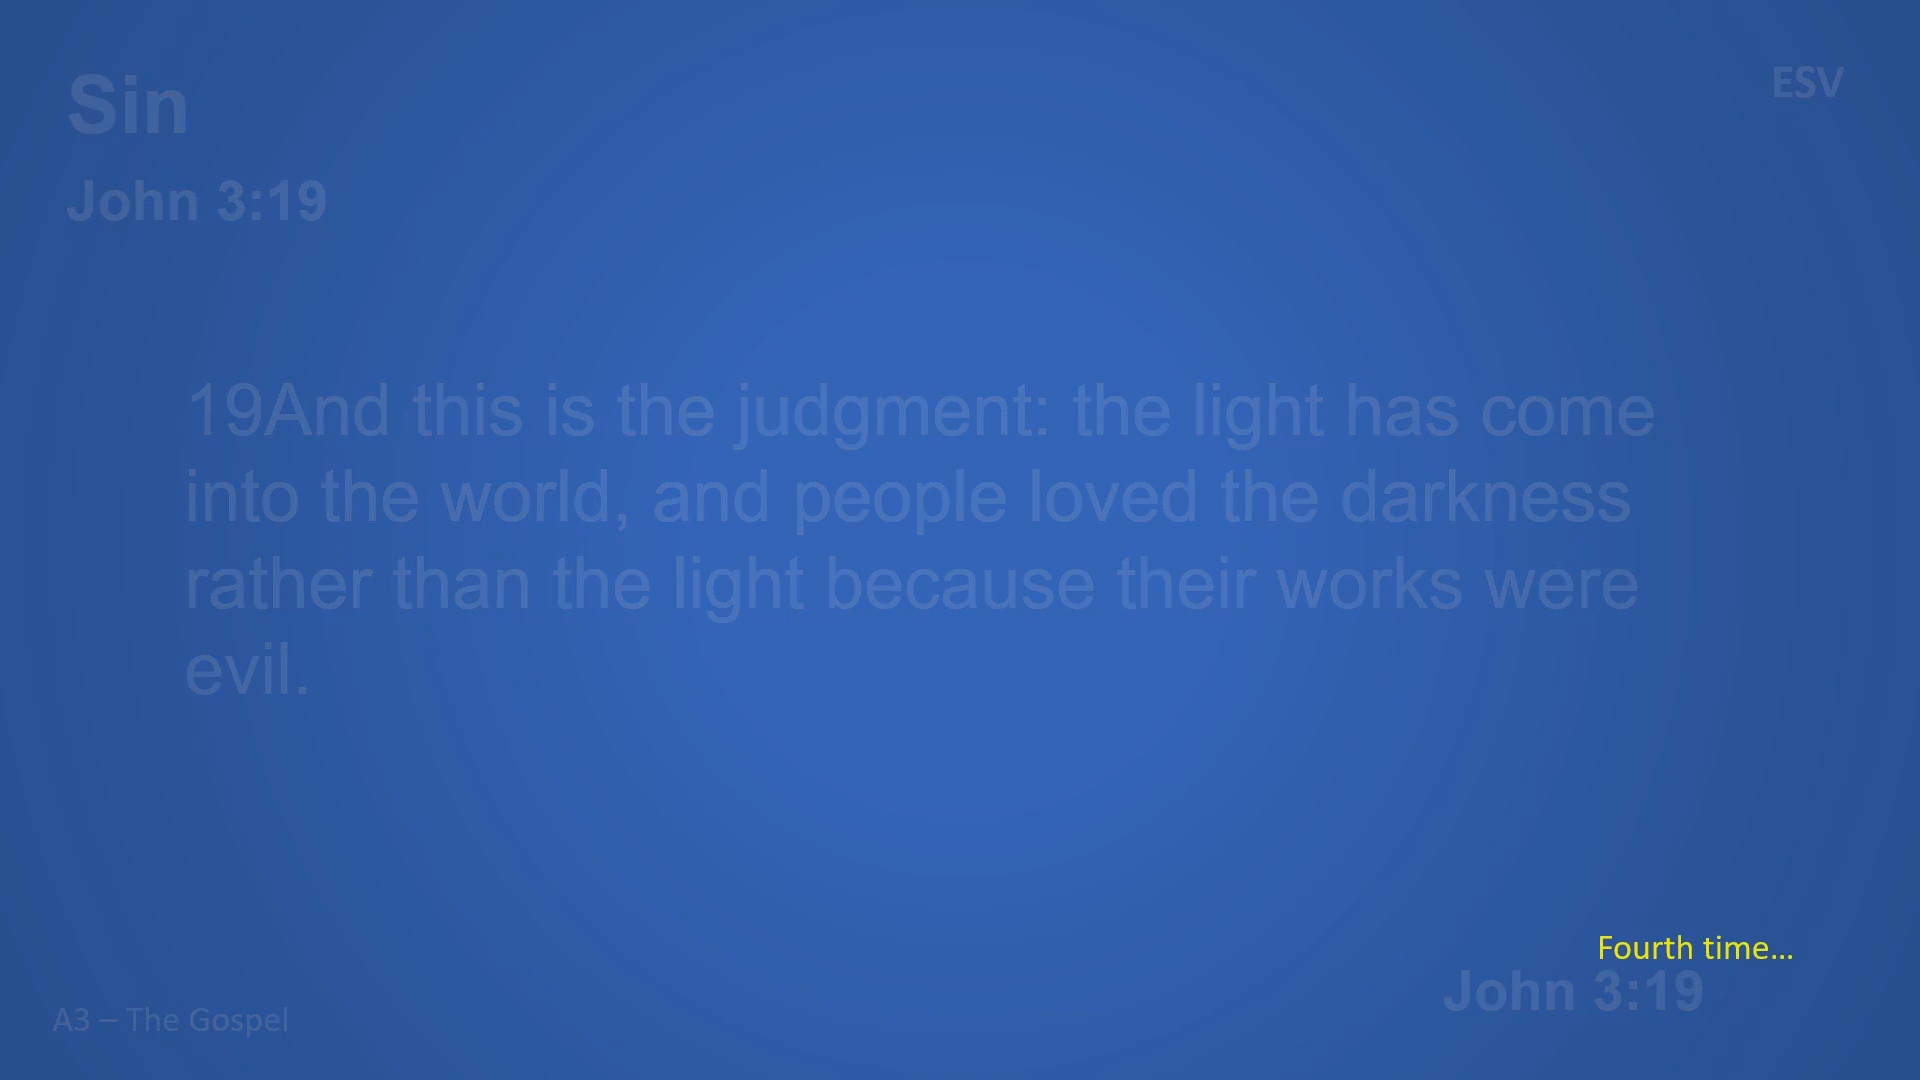 Sin
ESV
John 3:19
19And this is the judgment: the light has come
into the world, and people loved the darkness
rather than the light because their works were
evil.
Fourth time...
John 3:19
A3 – The Gospel